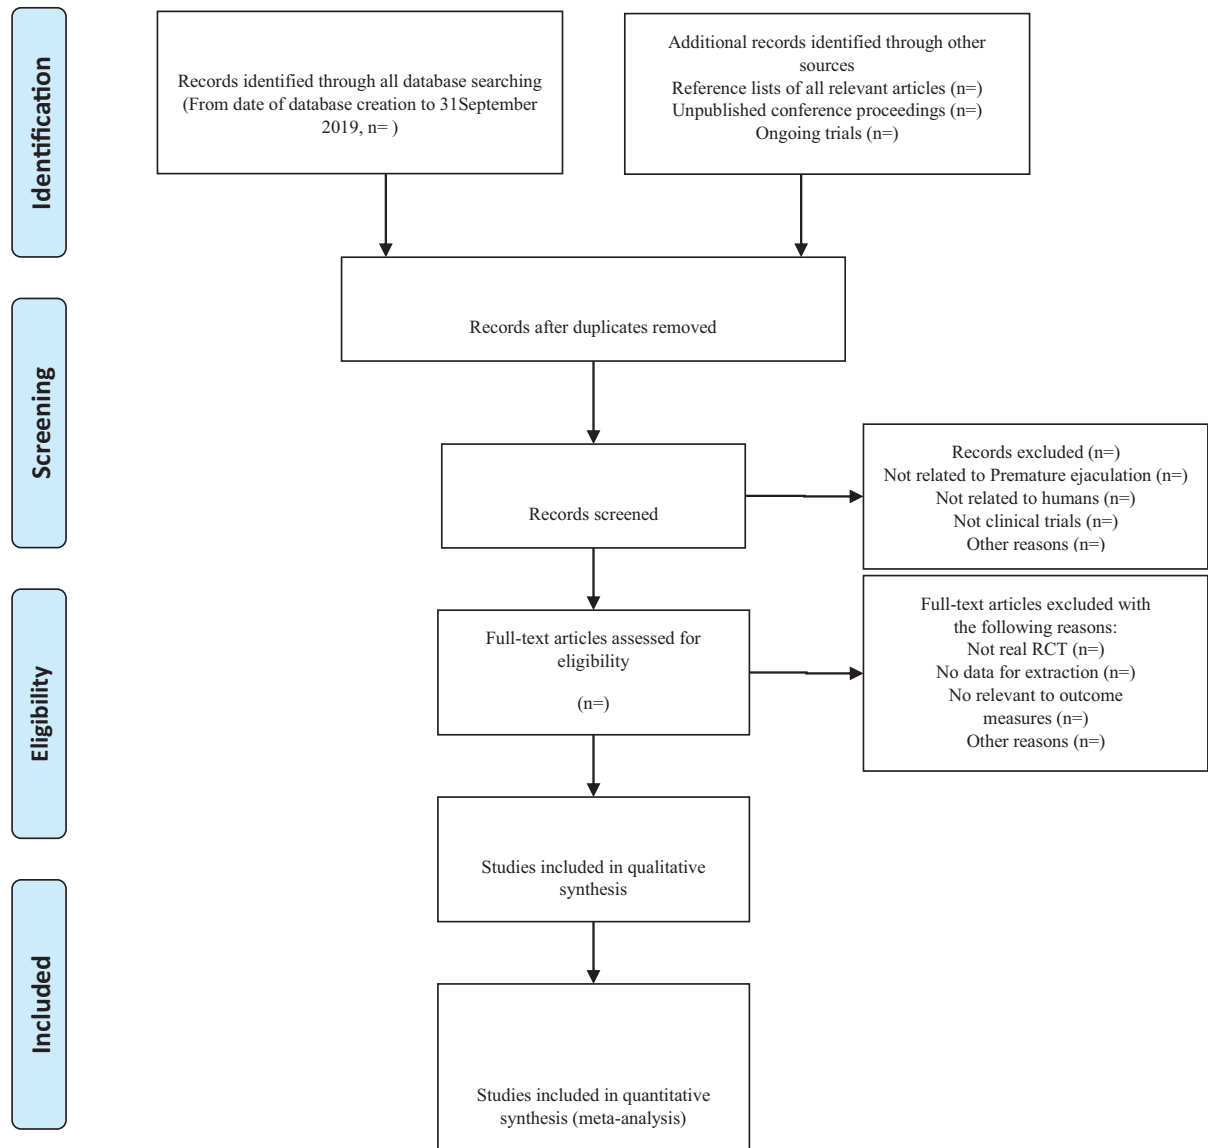 Identification
Records identified through all database searching
(From date of database creation to 31September
2019, n= )
Additional records identified through other
sources
Reference lists of all relevant articles (n=)
Unpublished conference proceedings (n=)
Ongoing trials (n=)
Records after duplicates removed
Screening
Records screened
Records excluded (n=)
Not related to Premature ejaculation (n=)
Not related to humans (n=)
Not clinical trials (n=)
Other reasons (n=)
Eligibility
Full-text articles assessed for
eligibility
(n=)
Full-text articles excluded with
the following reasons:
Not real RCT (n=)
No data for extraction (n=)
No relevant to outcome
measures (n=)
Other reasons (n=)
Studies included in qualitative
synthesis
Included
Studies included in quantitative
synthesis (meta-analysis)